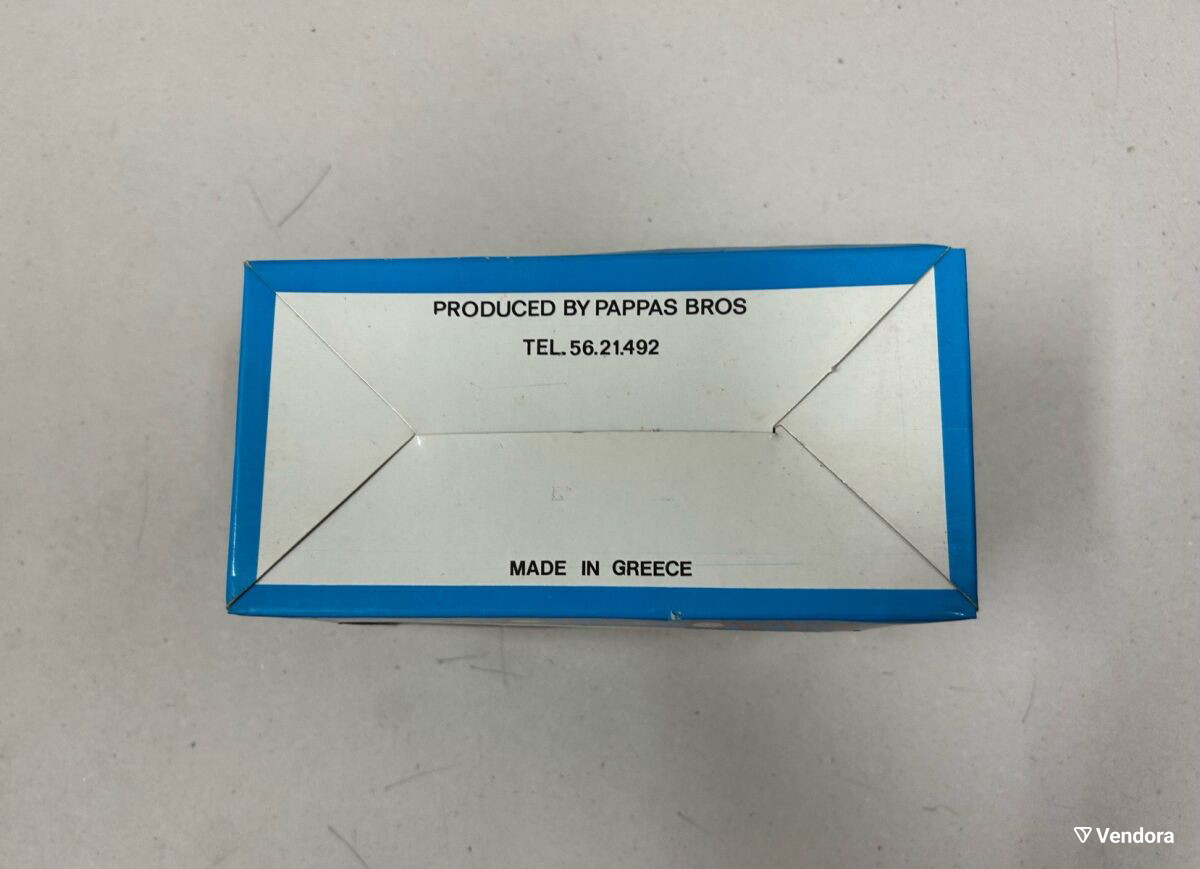 PRODUCED BY PAPPAS BROS
TEL. 56.21.492
MADE IN GREECE
Vendora